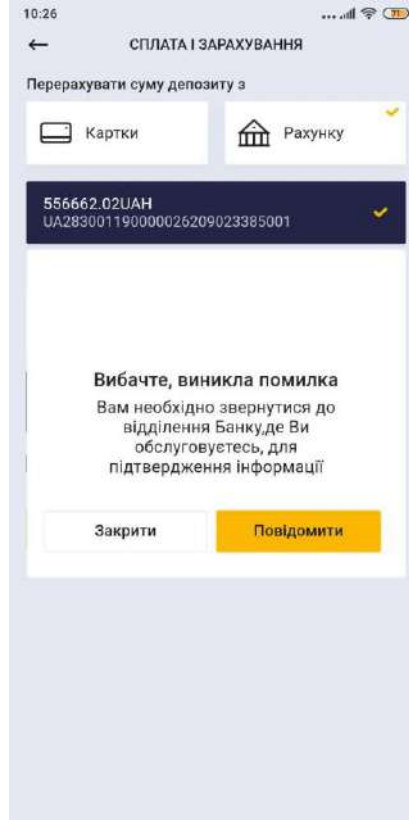 10:26
71
СПЛАТА І ЗАРАХУВАННЯ
Перерахувати суму депозиту з
Картки
Рахунку
556662.02UAH
UA283001190000026209023385001
Вибачте, виникла помилка
Вам необхідно звернутися до
відділення Банку,де Ви
обслуговуєтесь, для
підтвердження інформації
Закрити
Повідомити